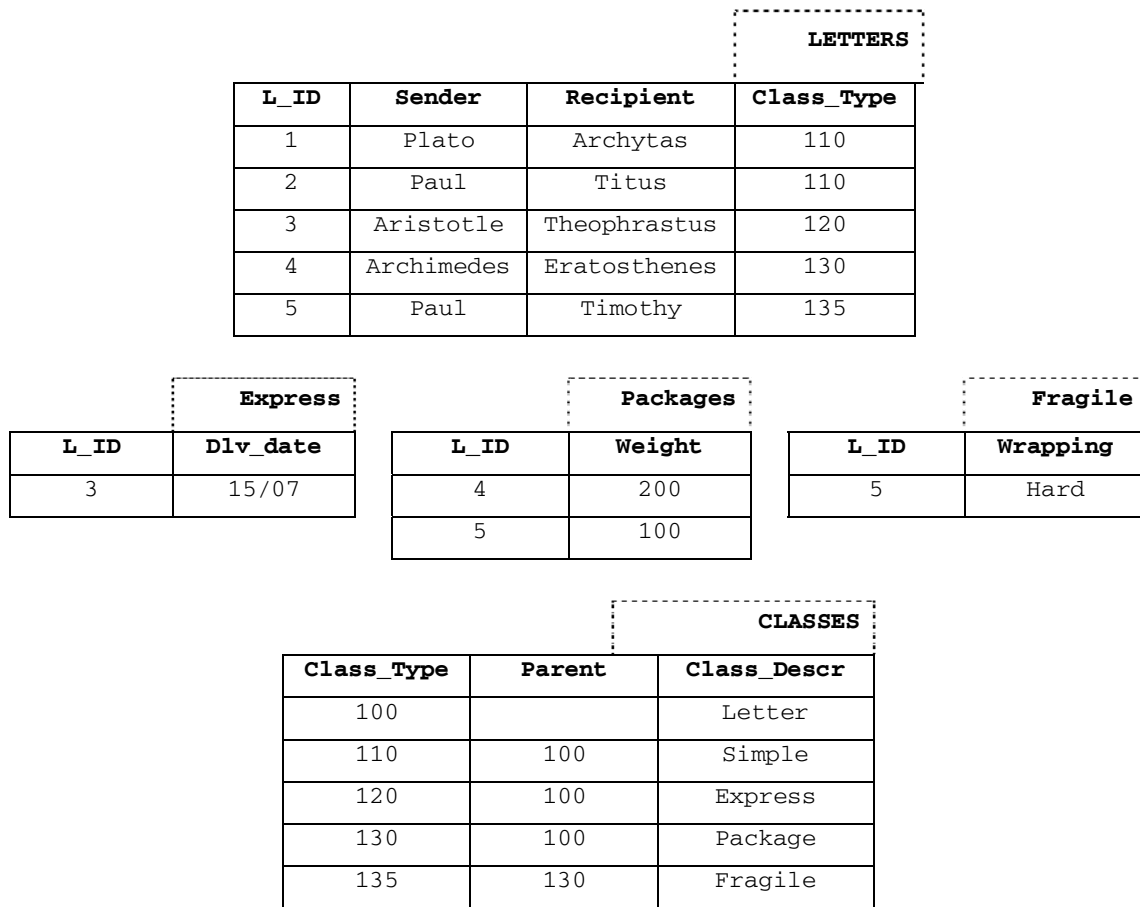 LETTERS
L_ID Sender Recipient Class_Type
1 Plato Archytas 110
2 Paul Titus 110
3 Aristotle Theophrastus 120
4 Archimedes Eratosthenes 130
5 Paul Timothy 135
Express
L_ID Dlv_date
3 15/07
Packages
L_ID Weight
4 200
5 100
Fragile
L_ID Wrapping
5 Hard
CLASSES
Class_Type Parent Class_Descr
100 Letter
110 100 Simple
120 100 Express
130 100 Package
135 130 Fragile